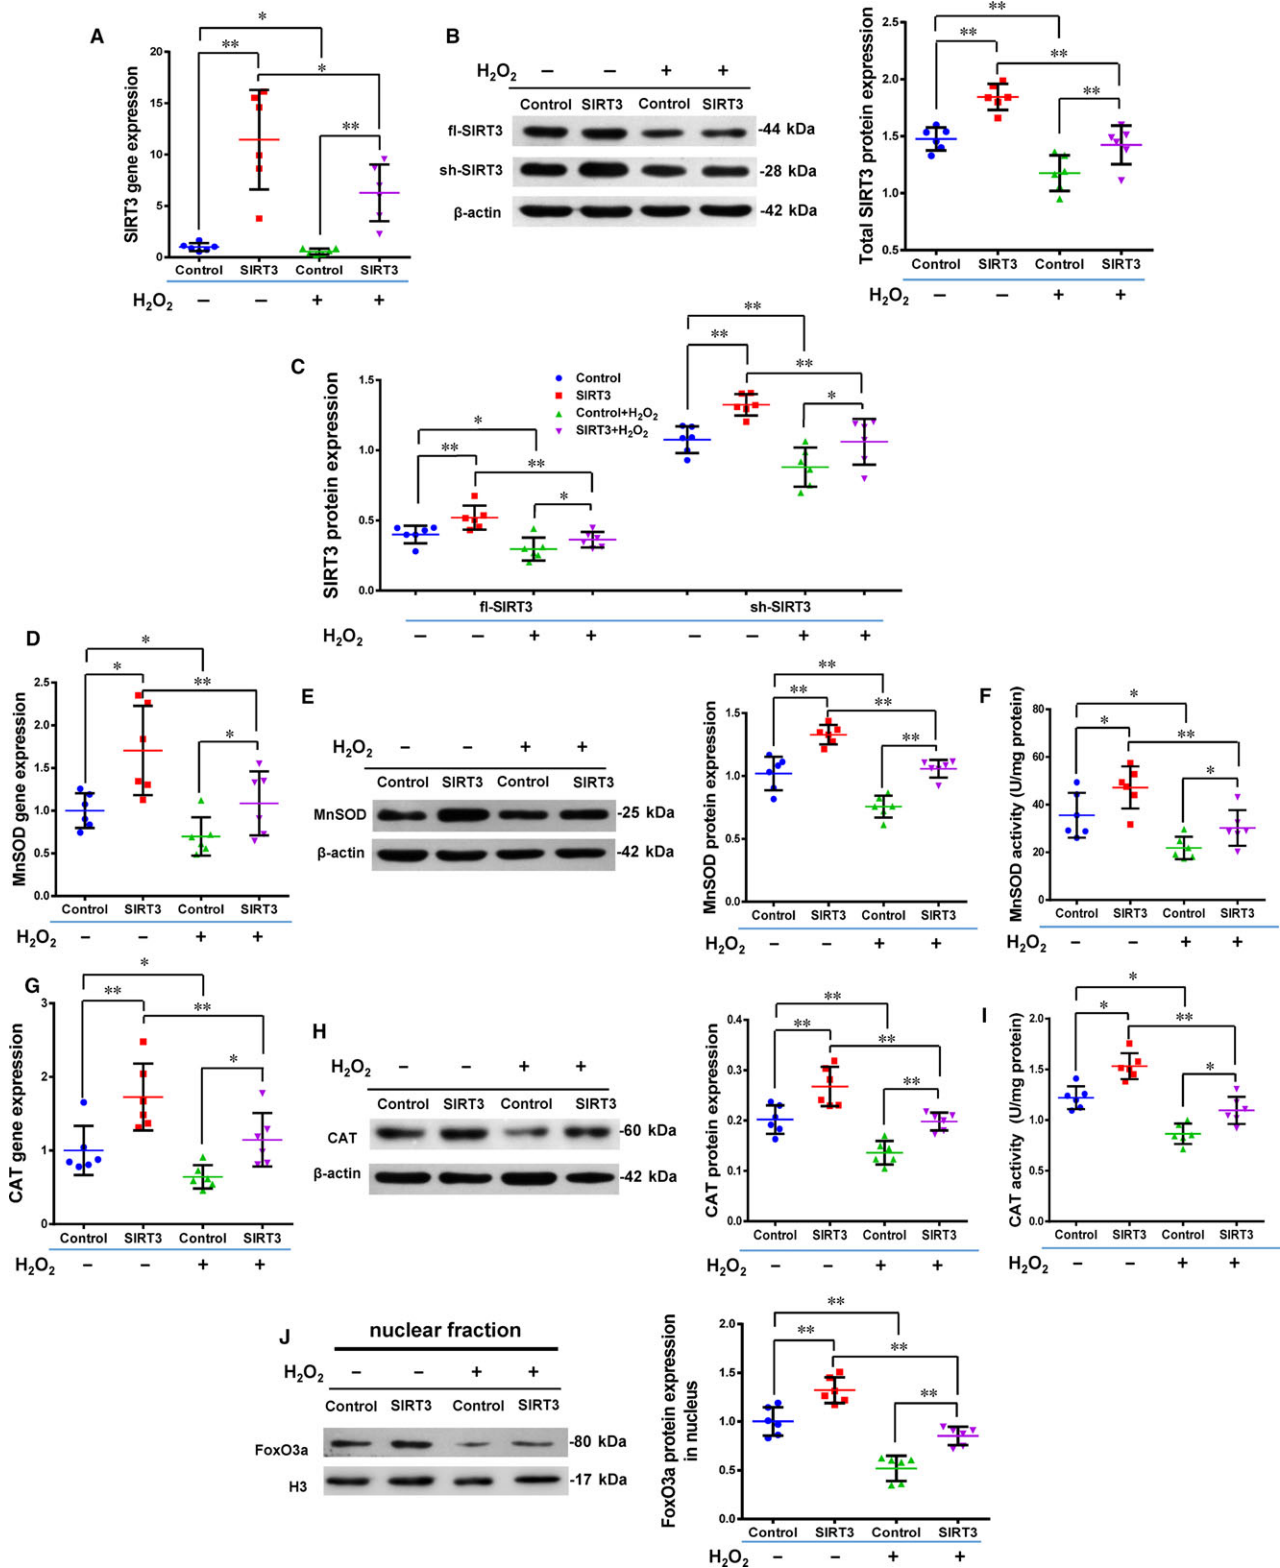 A
SIRT3 gene expression
20
15
10
5
0
* ** * **
Control SIRT3 Control SIRT3
H₂O₂ – – + +
B
H₂O₂ – – + +
Control SIRT3 Control SIRT3
fl-SIRT3 -44 kDa
sh-SIRT3 -28 kDa
β-actin -42 kDa
Total SIRT3 protein expression
2.5
2.0
1.5
1.0
0.5
** ** ** **
Control SIRT3 Control SIRT3
H₂O₂ – – + +
C
SIRT3 protein expression
1.5
1.0
0.5
0.0
Control
SIRT3
Control+H₂O₂
SIRT3+H₂O₂
* ** ** *
** ** ** *
fl-SIRT3 sh-SIRT3
H₂O₂ – – + + – – + +
D
MnSOD gene expression
2.5
2.0
1.5
1.0
0.5
0.0
* * ** *
Control SIRT3 Control SIRT3
H₂O₂ – – + +
E
H₂O₂ – – + +
Control SIRT3 Control SIRT3
MnSOD -25 kDa
β-actin -42 kDa
MnSOD protein expression
1.5
1.0
0.5
0.0
** ** ** **
Control SIRT3 Control SIRT3
H₂O₂ – – + +
F
MnSOD activity (U/mg protein)
80
60
40
20
0
* * ** *
Control SIRT3 Control SIRT3
H₂O₂ – – + +
G
CAT gene expression
3
2
1
0
* ** ** *
Control SIRT3 Control SIRT3
H₂O₂ – – + +
H
H₂O₂ – – + +
Control SIRT3 Control SIRT3
CAT -60 kDa
β-actin -42 kDa
CAT protein expression
0.4
0.3
0.2
0.1
0.0
** ** ** **
Control SIRT3 Control SIRT3
H₂O₂ – – + +
I
CAT activity (U/mg protein)
2.0
1.5
1.0
0.5
0.0
* * ** *
Control SIRT3 Control SIRT3
H₂O₂ – – + +
J
nuclear fraction
H₂O₂ – – + +
Control SIRT3 Control SIRT3
FoxO3a -80 kDa
H3 -17 kDa
FoxO3a protein expression
in nucleus
2.0
1.5
1.0
0.5
0.0
** ** ** **
Control SIRT3 Control SIRT3
H₂O₂ – – + +